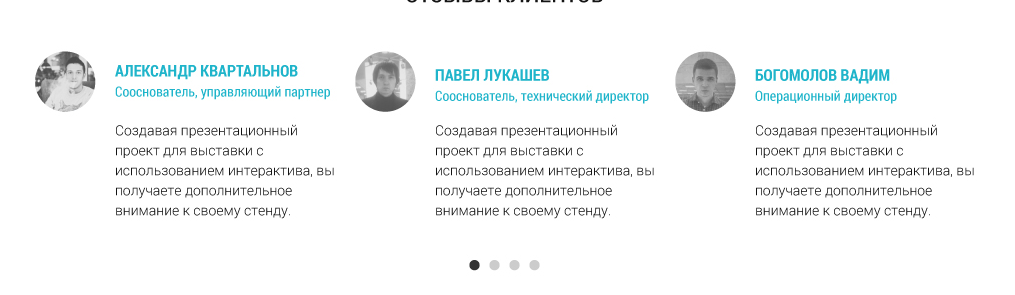 ОТЗЫВЫ КЛИЕНТОВ
АЛЕКСАНДР КВАРТАЛЬНОВ
Сооснователь, управляющий партнер
Создавая презентационный
проект для выставки с
использованием интерактива, вы
получаете дополнительное
внимание к своему стенду.
ПАВЕЛ ЛУКАШЕВ
Сооснователь, технический директор
Создавая презентационный
проект для выставки с
использованием интерактива, вы
получаете дополнительное
внимание к своему стенду.
БОГОМОЛОВ ВАДИМ
Операционный директор
Создавая презентационный
проект для выставки с
использованием интерактива, вы
получаете дополнительное
внимание к своему стенду.